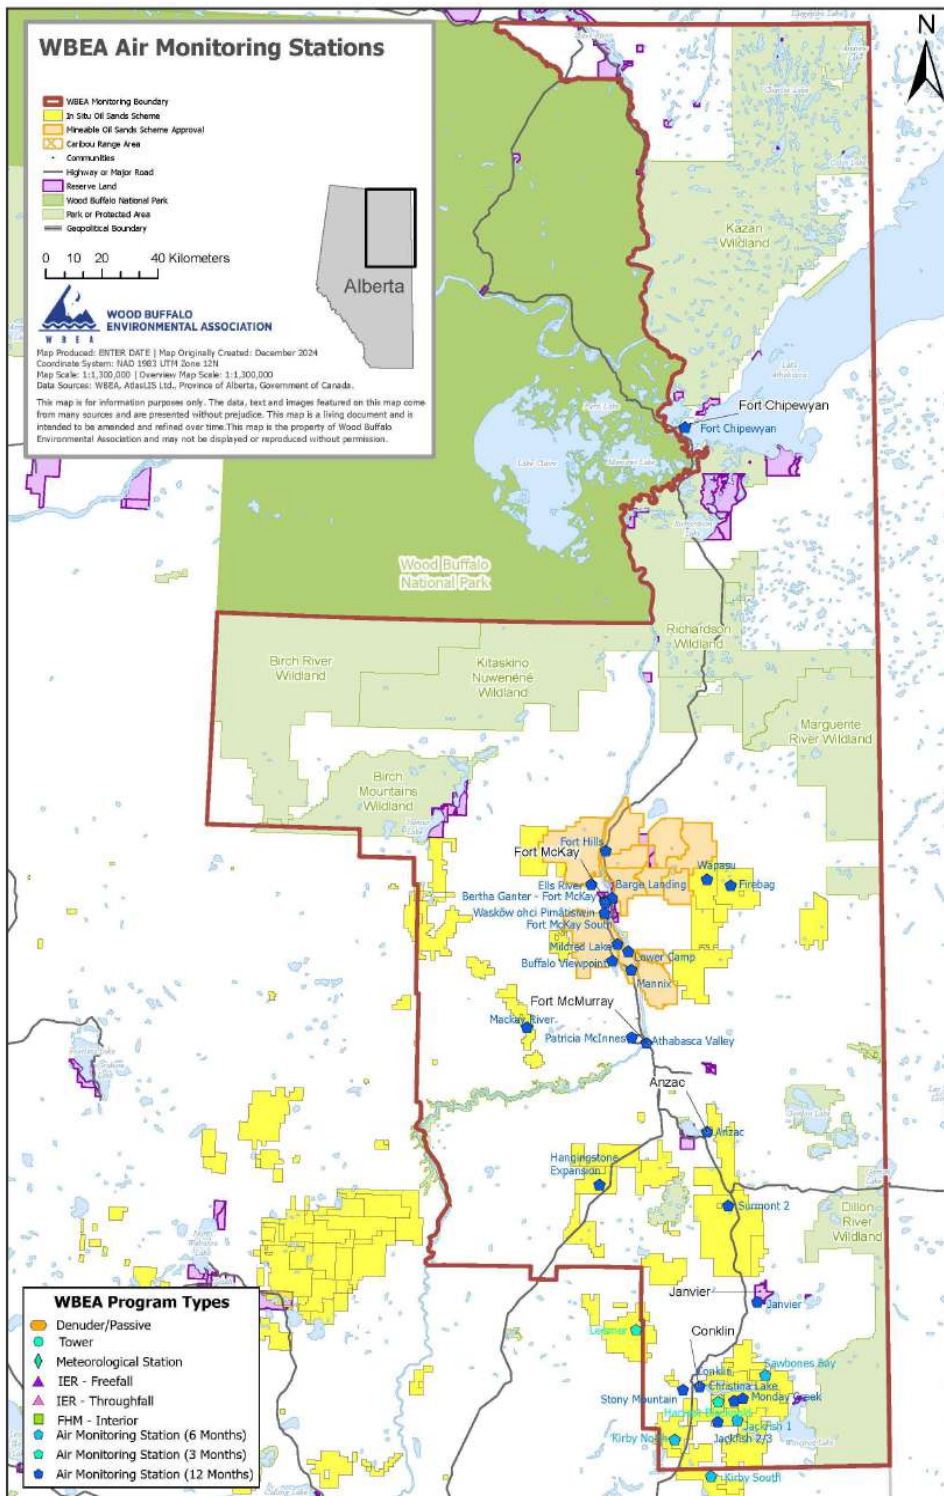 WBEA Air Monitoring Stations
WBEA Monitoring Boundary
In Situ Oil Sands Scheme
Mineable Oil Sands Scheme Approval
Caribou Range Area
Communities
Highway or Major Road
Reserve Land
Wood Buffalo National Park
Park or Protected Area
Geopolitical Boundary
0 10 20 40 Kilometers
Alberta
WOOD BUFFALO
ENVIRONMENTAL ASSOCIATION
W B E A
Map Produced: ENTER DATE | Map Originally Created: December 2024
Coordinate System: NAD 1983 UTM Zone 12N
Map Scale: 1:1,300,000 | Overview Map Scale: 1:1,300,000
Data Sources: WBEA, AtlasLIS Ltd., Province of Alberta, Government of Canada.
This map is for information purposes only. The data, text and images featured on this map come
from many sources and are presented without prejudice. This map is a living document and is
intended to be amended and refined over time.This map is the property of Wood Buffalo
Environmental Association and may not be displayed or reproduced without permission.
N
Kazan
Wildland
Lake
Athabasca
Fort Chipewyan
Fort Chipewyan
Lake Claire
Mamawi Lake
Richardson
Lake
Wood Buffalo
National Park
Richardson
Wildland
Birch River
Wildland
Kitaskino
Nuwenëné
Wildland
Marguerite
River Wildland
Birch
Mountains
Wildland
Fort Hills
Fort McKay
Wapasu
Ells River
Barge Landing
Firebag
Bertha Ganter - Fort McKay
Waskōw ohci Pimâtisiwin
Fort McKay South
Mildred Lake
Lower Camp
Buffalo Viewpoint
Mannix
Fort McMurray
Mackay River
Patricia McInnes
Athabasca Valley
Anzac
Anzac
Hangingstone
Expansion
Surmont 2
Dillon
River
Wildland
Janvier
Janvier
Conklin
Leismer
Sawbones Bay
Conklin
Christina Lake
Stony Mountain
Monday Creek
Jackfish 1
Kirby North
Jackfish 2/3
Kirby South
WBEA Program Types
Denuder/Passive
Tower
Meteorological Station
IER - Freefall
IER - Throughfall
FHM - Interior
Air Monitoring Station (6 Months)
Air Monitoring Station (3 Months)
Air Monitoring Station (12 Months)